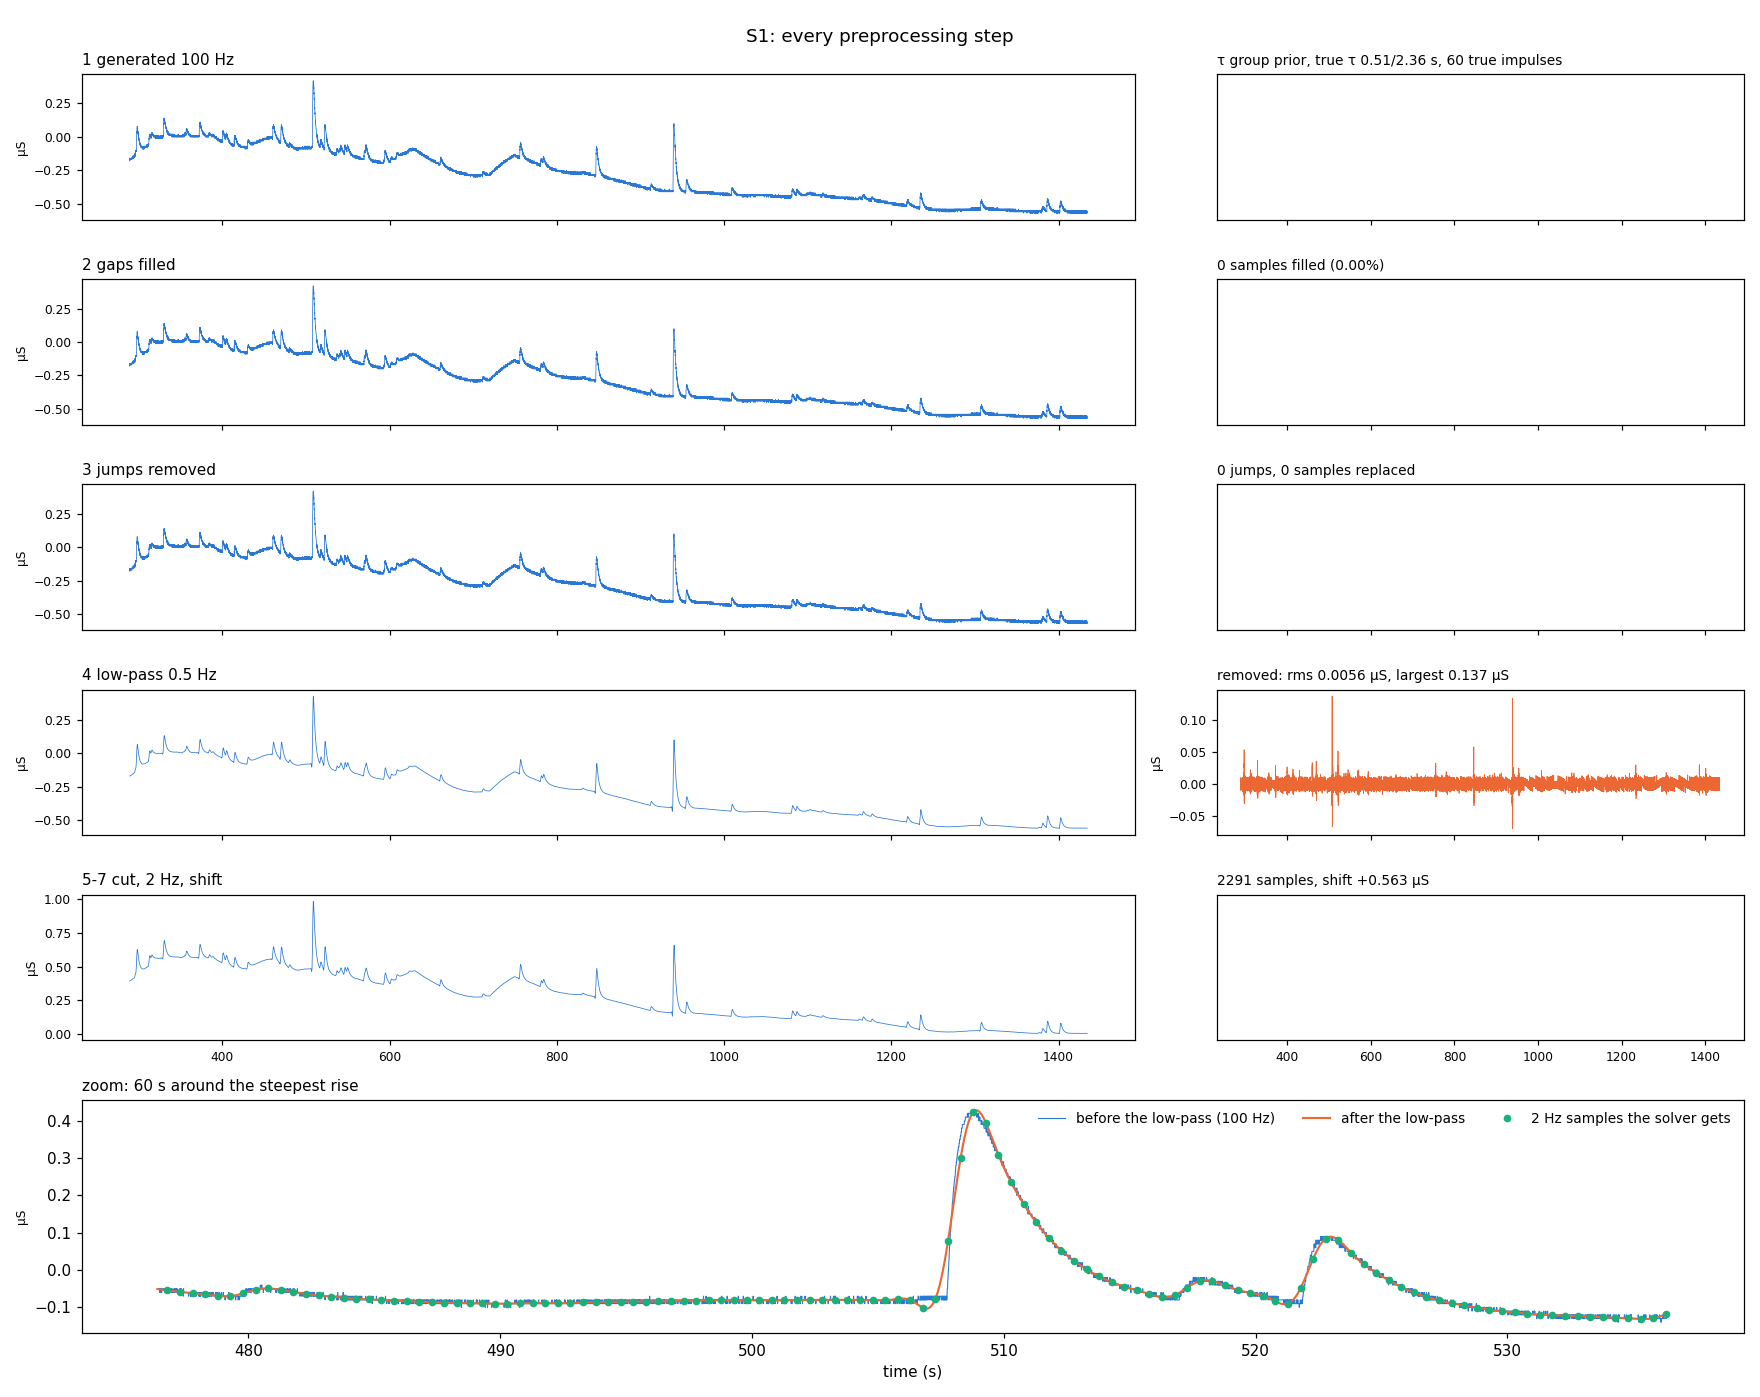 S1: every preprocessing step
1 generated 100 Hz
τ group prior, true τ 0.51/2.36 s, 60 true impulses
0.25
0.00
−0.25
−0.50
µS
2 gaps filled
0 samples filled (0.00%)
0.25
0.00
−0.25
−0.50
µS
3 jumps removed
0 jumps, 0 samples replaced
0.25
0.00
−0.25
−0.50
µS
4 low-pass 0.5 Hz
removed: rms 0.0056 µS, largest 0.137 µS
0.25
0.00
−0.25
−0.50
µS
0.10
0.05
0.00
−0.05
µS
5-7 cut, 2 Hz, shift
2291 samples, shift +0.563 µS
1.00
0.75
0.50
0.25
0.00
µS
400 600 800 1000 1200 1400
400 600 800 1000 1200 1400
zoom: 60 s around the steepest rise
before the low-pass (100 Hz) after the low-pass 2 Hz samples the solver gets
0.4
0.3
0.2
0.1
0.0
−0.1
µS
480 490 500 510 520 530
time (s)